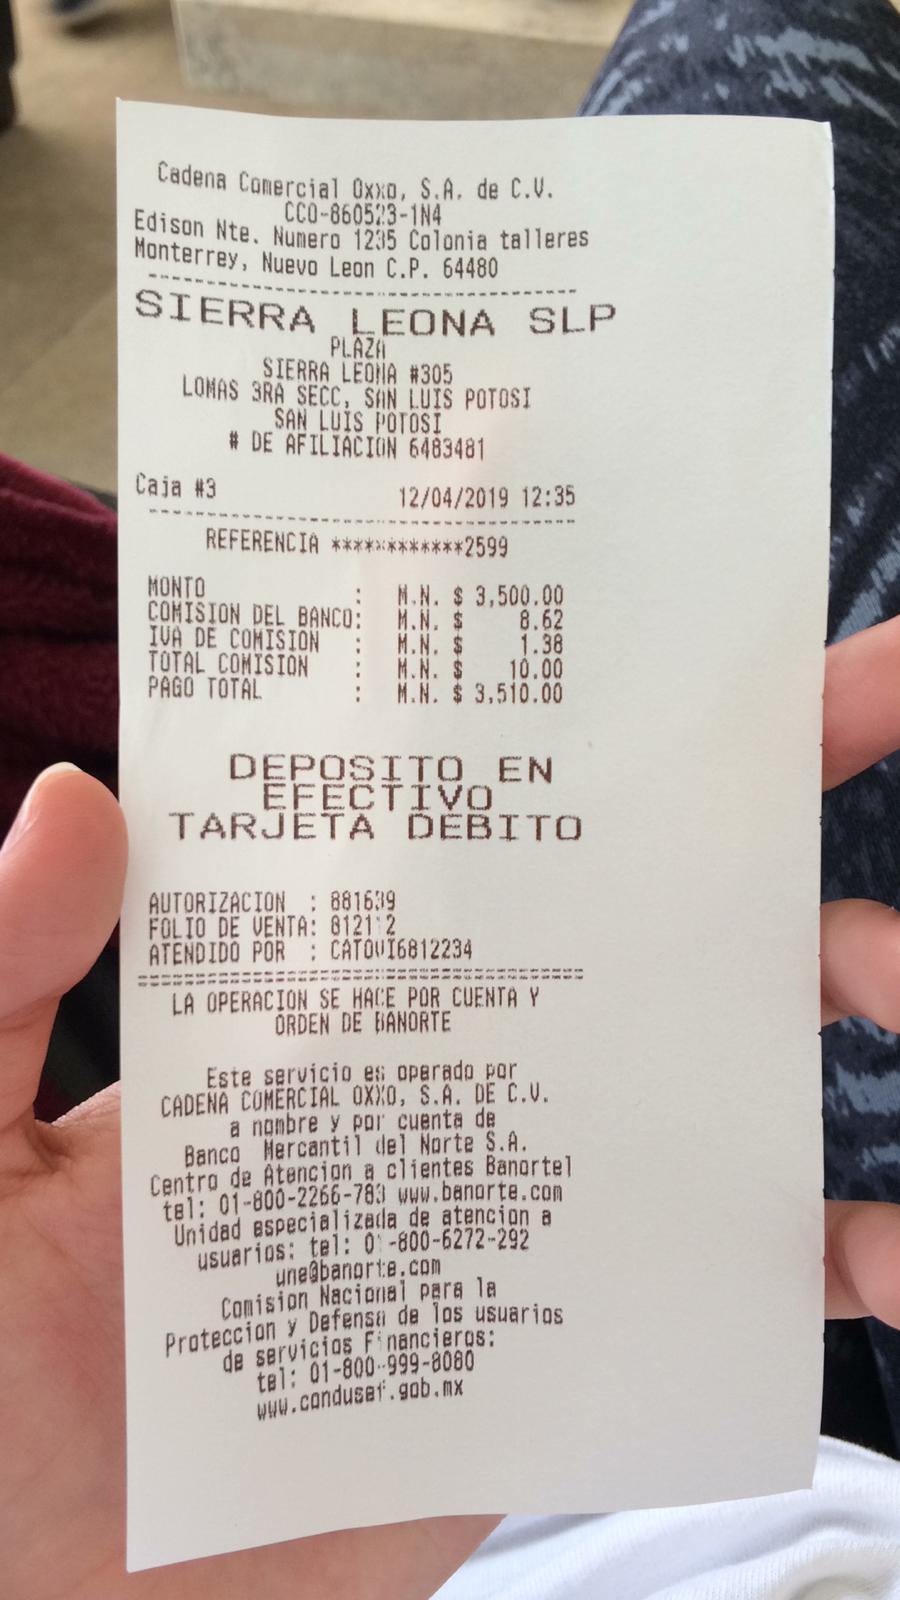 Cadena Comercial Oxxo, S.A. de C.V.
CCO-860523-1N4
Edison Nte. Numero 1235 Colonia talleres
Monterrey, Nuevo Leon C.P. 64480
--------------------------------
SIERRA LEONA SLP
PLAZA
SIERRA LEONA #305
LOMAS 3RA SECC, SAN LUIS POTOSI
SAN LUIS POTOSI
# DE AFILIACION 6483481
Caja #3 12/04/2019 12:35
--------------------------------
REFERENCIA ************2599
MONTO : M.N. $ 3,500.00
COMISION DEL BANCO: M.N. $ 8.62
IVA DE COMISION : M.N. $ 1.38
TOTAL COMISION : M.N. $ 10.00
PAGO TOTAL : M.N. $ 3,510.00
DEPOSITO EN
EFECTIVO
TARJETA DEBITO
AUTORIZACION : 881639
FOLIO DE VENTA:
ATENDIDO POR : CATOVI6812234
================================
LA OPERACION SE HACE POR CUENTA Y
ORDEN DE BANORTE
Este servicio es operado por
CADENA COMERCIAL OXXO, S.A. DE C.V.
a nombre y por cuenta de
Banco Mercantil del Norte S.A.
Centro de Atencion a clientes Banortel
tel: 01-800-2266-783 www.banorte.com
Unidad especializada de atencion a
usuarios: tel: 01-800-6272-292
une@banorte.com
Comision Nacional para la
Proteccion y Defensa de los usuarios
de servicios Financieros:
tel: 01-800-999-8080
www.condusef.gob.mx